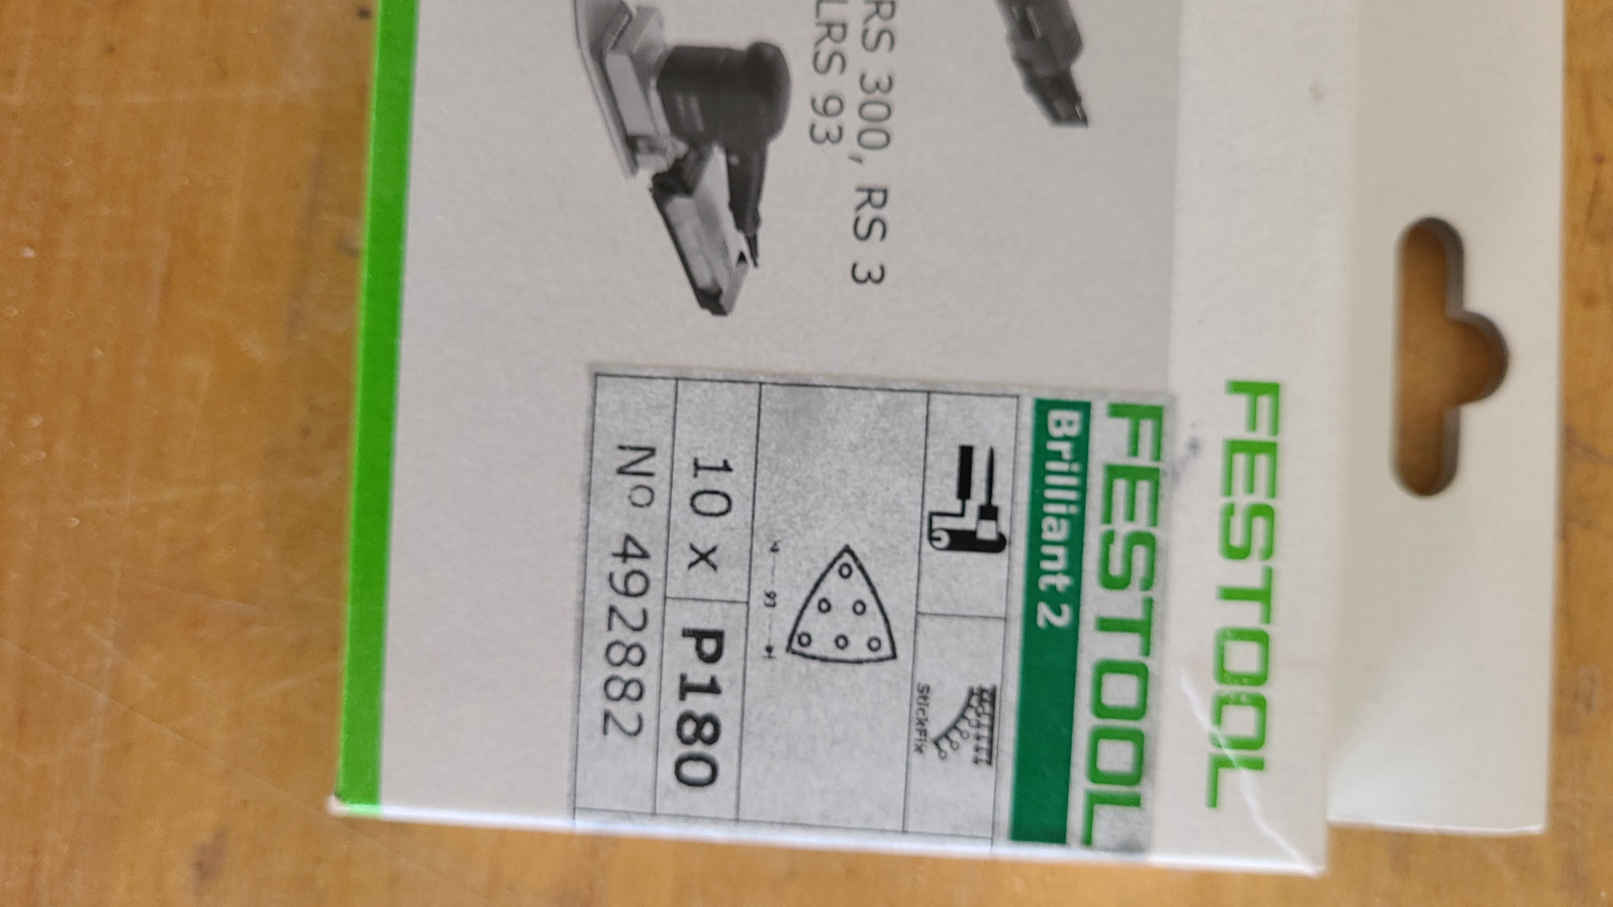 FESTOOL
RS 300, RS 3
LRS 93
FESTOOL
Brilliant 2
StickFix
93
10 x P180
Nº 492882